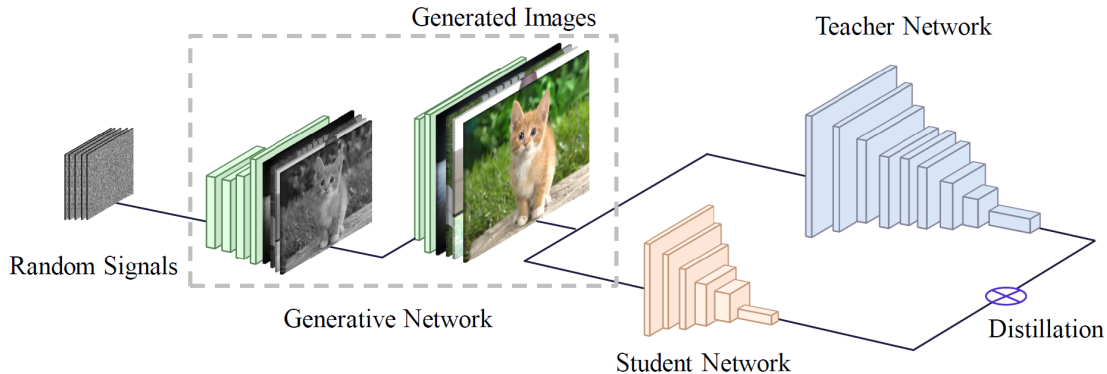 Generated Images
Teacher Network
Random Signals
Generative Network
Student Network
Distillation